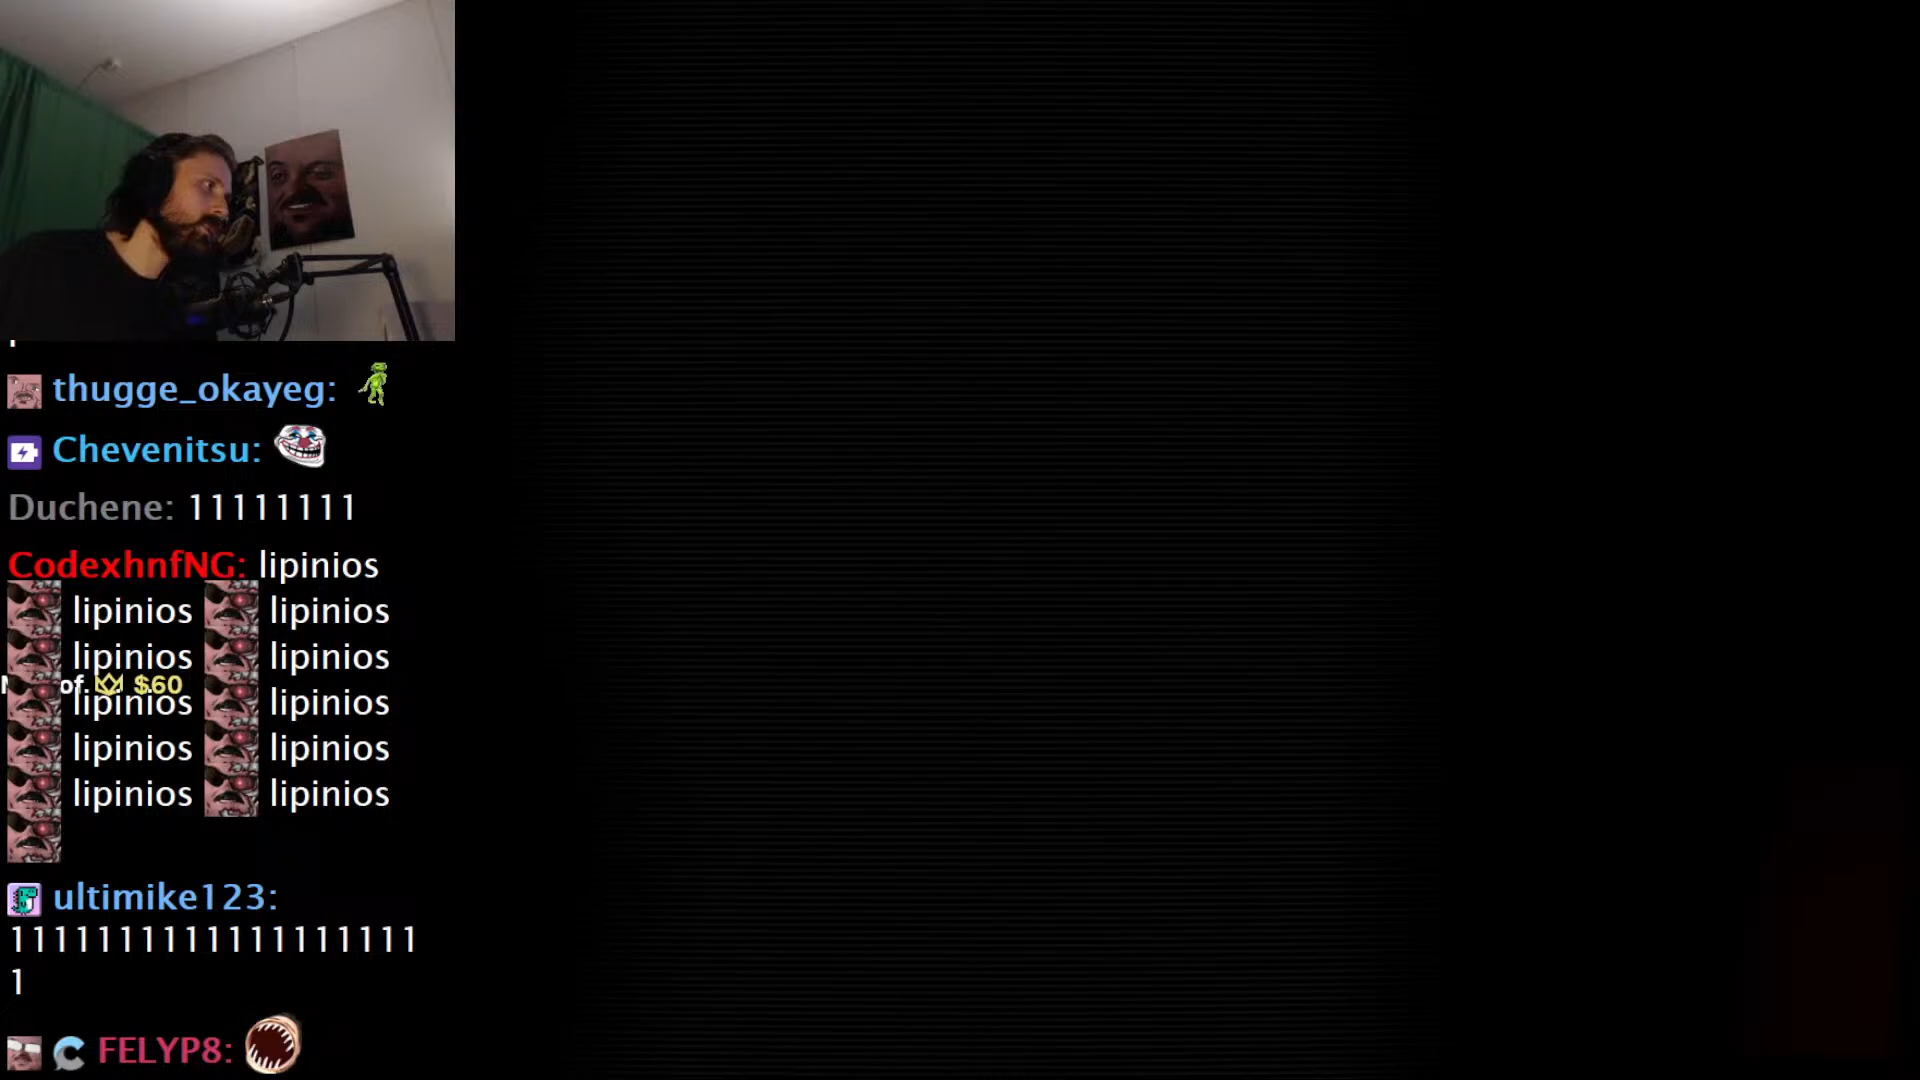 thugge_okayeg:
Chevenitsu:
Duchene: 11111111
CodexhnfNG: lipinios
lipinios lipinios
lipinios lipinios
of. $60
lipinios lipinios
lipinios lipinios
lipinios lipinios
ultimike123:
1111111111111111111
1
FELYP8: